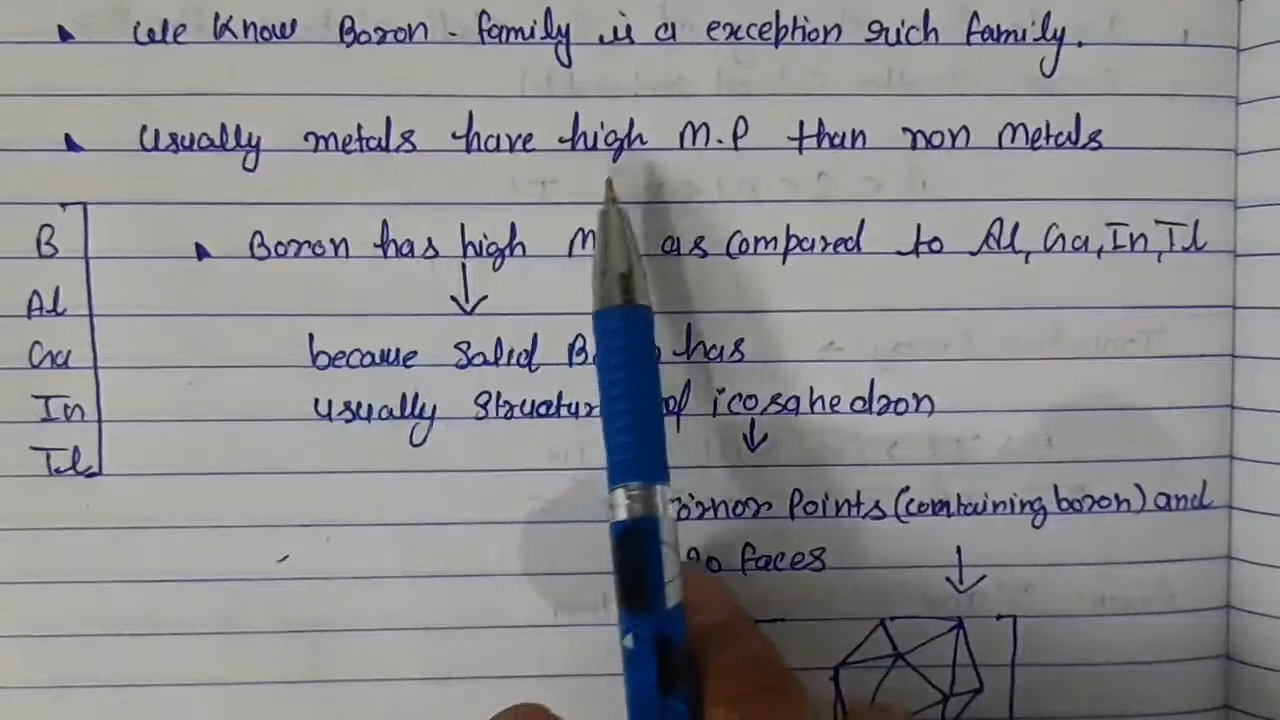 We know Boron-family is a exception rich family.
Usually metals have high M.P than non metals
B
Boron has high as compared to Al, Ga, In, Tl
Al
Ga
because Solid has
In
usually of icosahedron
Tl
Points (containing boron) and
faces